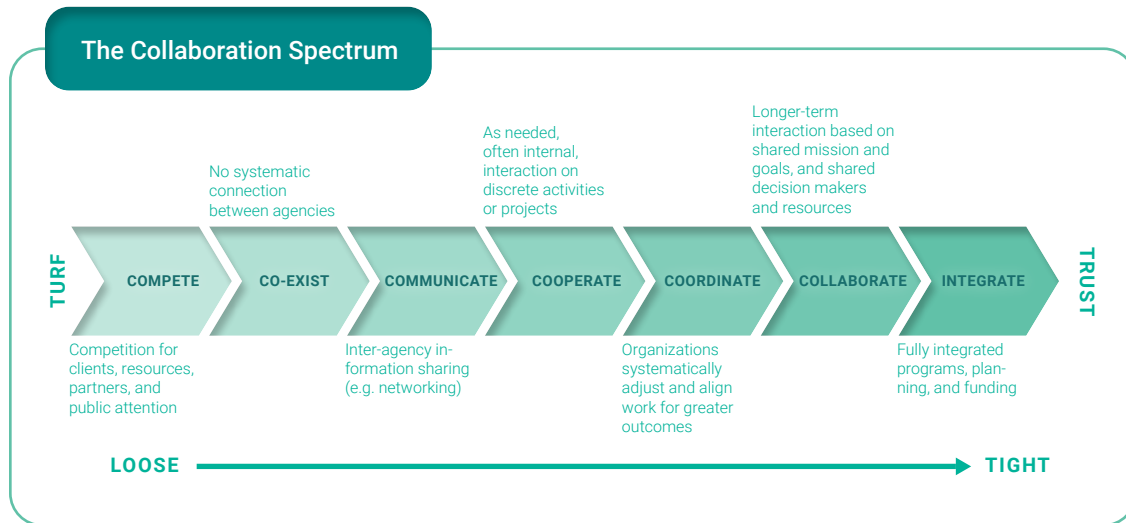 The Collaboration Spectrum
No systematic
connection
between agencies
As needed,
often internal,
interaction on
discrete activities
or projects
Longer-term
interaction based on
shared mission and
goals, and shared
decision makers
and resources
TURF
COMPETE
CO-EXIST
COMMUNICATE
COOPERATE
COORDINATE
COLLABORATE
INTEGRATE
TRUST
Competition for
clients, resources,
partners, and
public attention
Inter-agency in-
formation sharing
(e.g. networking)
Organizations
systematically
adjust and align
work for greater
outcomes
Fully integrated
programs, plan-
ning, and funding
LOOSE
TIGHT